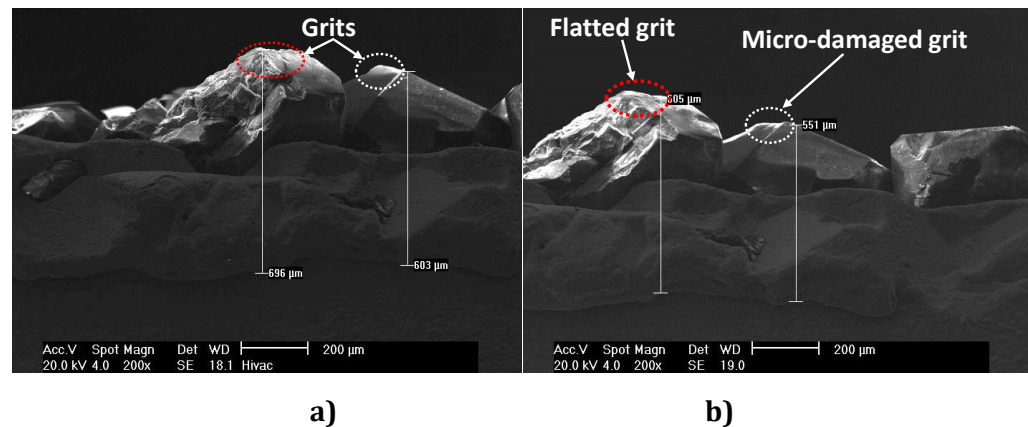 Grits
696 µm
603 µm
Acc.V Spot Magn Det WD 200 µm
20.0 kV 4.0 200x SE 18.1 Hivac
a)
Flatted grit
Micro-damaged grit
605 µm
551 µm
Acc.V Spot Magn Det WD 200 µm
20.0 kV 4.0 200x SE 19.0
b)